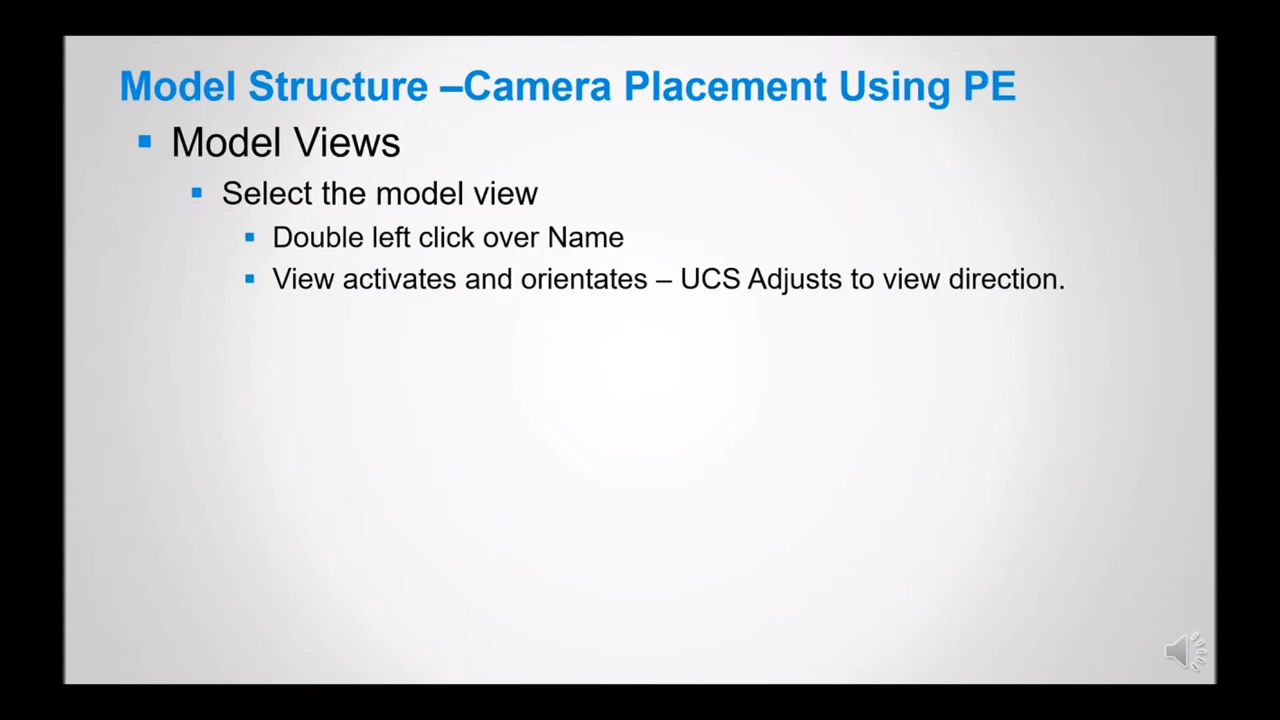 Model Structure –Camera Placement Using PE
Model Views
Select the model view
Double left click over Name
View activates and orientates – UCS Adjusts to view direction.